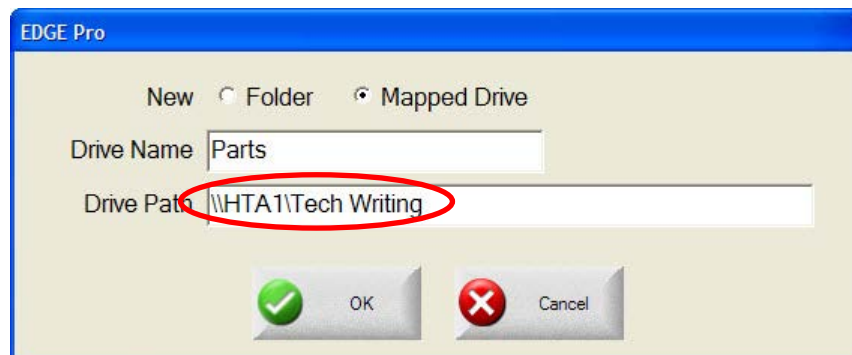 EDGE Pro
New Folder Mapped Drive
Drive Name Parts
Drive Path \\HTA1\Tech Writing
OK Cancel